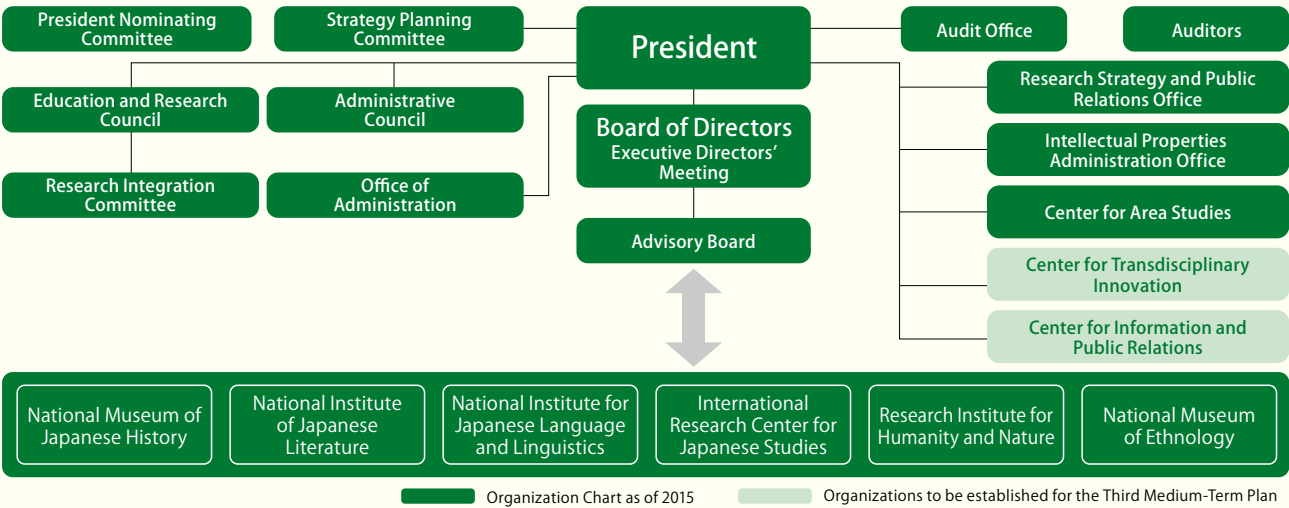 President Nominating
Committee
Strategy Planning
Committee
President
Audit Office
Auditors
Education and Research
Council
Administrative
Council
Research Integration
Committee
Office of
Administration
Board of Directors
Executive Directors’
Meeting
Advisory Board
Research Strategy and Public
Relations Office
Intellectual Properties
Administration Office
Center for Area Studies
Center for Transdisciplinary
Innovation
Center for Information and
Public Relations
National Museum of
Japanese History
National Institute
of Japanese
Literature
National Institute for
Japanese Language
and Linguistics
International
Research Center for
Japanese Studies
Research Institute for
Humanity and Nature
National Museum
of Ethnology
Organization Chart as of 2015
Organizations to be established for the Third Medium-Term Plan